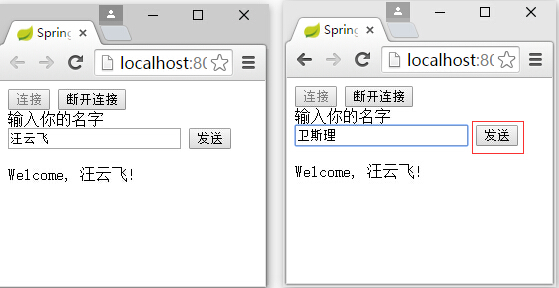 Spring
localhost:80
连接 断开连接
输入你的名字
汪云飞 发送
Welcome, 汪云飞!
Spring
localhost:80
连接 断开连接
输入你的名字
卫斯理 发送
Welcome, 汪云飞!